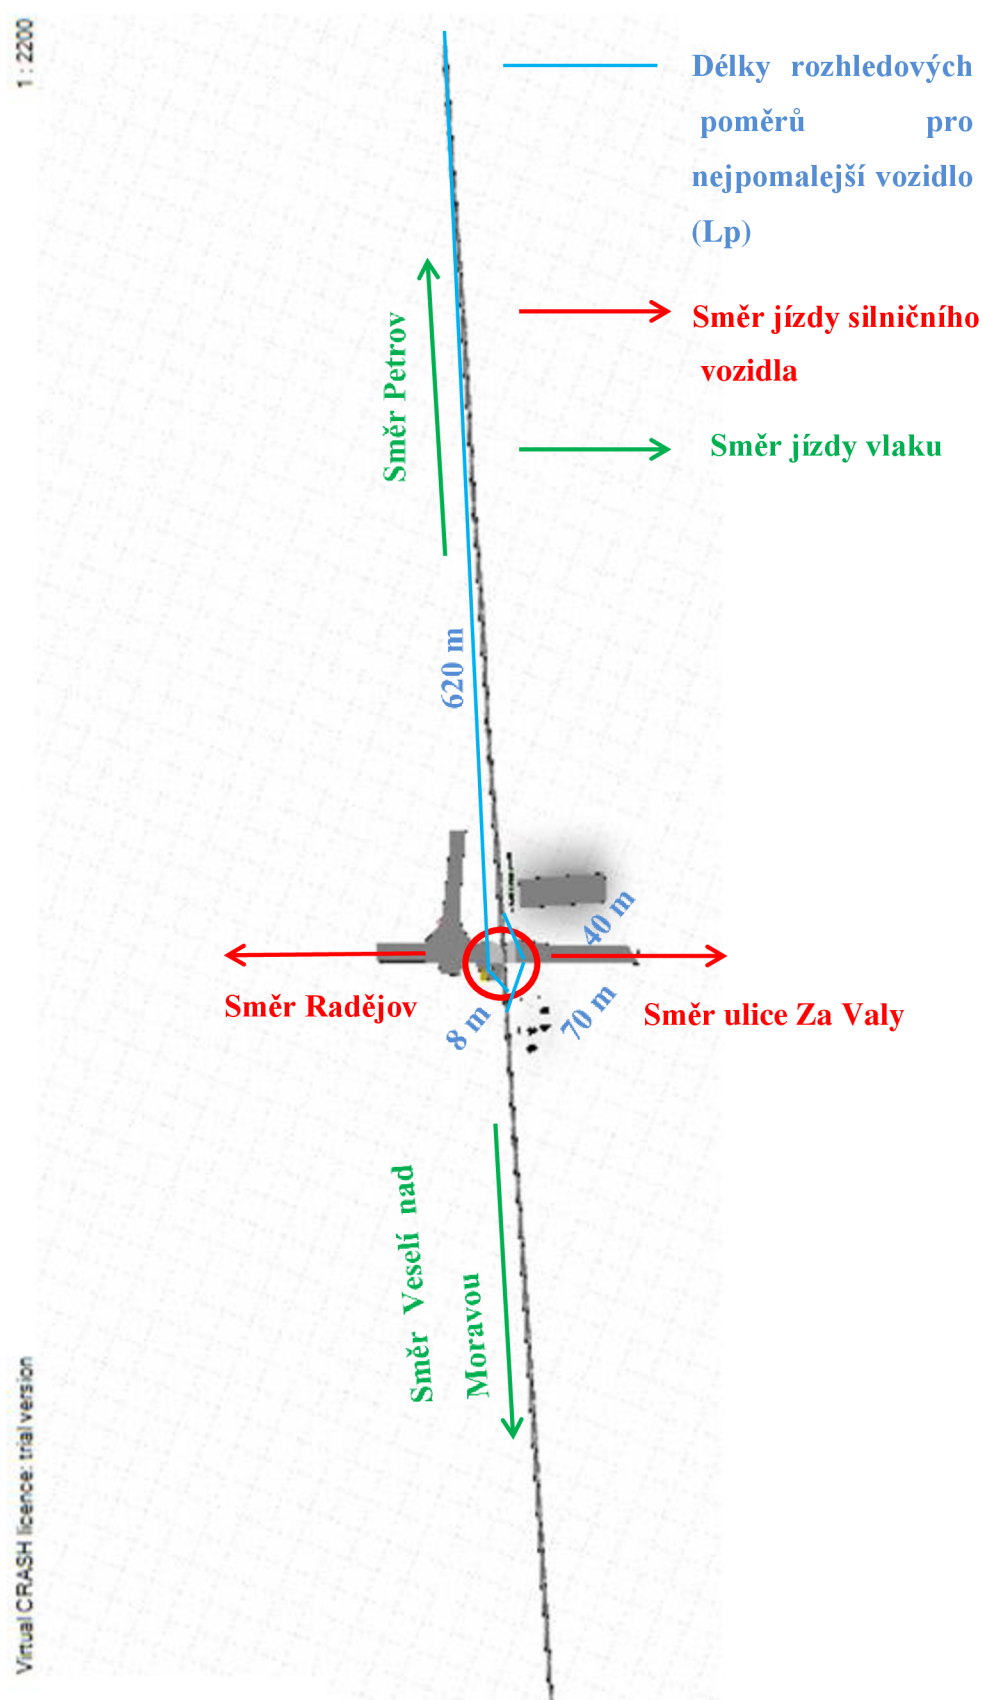 1 : 2200
Délky rozhledových
poměrů pro
nejpomalejší vozidlo
(Lp)
Směr jízdy silničního
vozidla
Směr jízdy vlaku
Směr Petrov
620 m
40 m
Směr Radějov
8 m
70 m
Směr ulice Za Valy
Směr Veselí nad
Moravou
Virtual CRASH licence: trial version